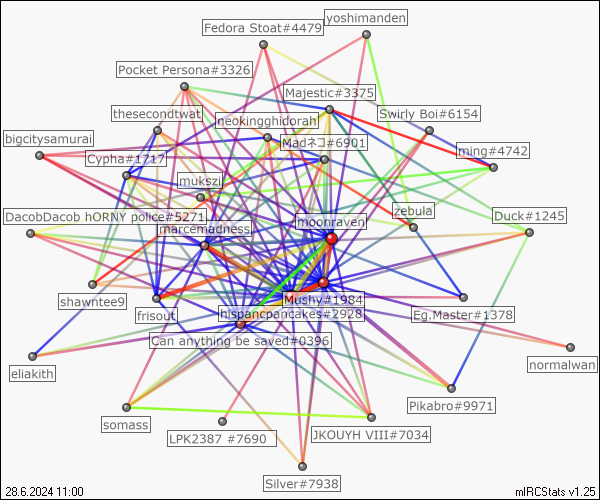 yoshimanden
Fedora Stoat#4479
Pocket Persona#3326
Majestic#3375
thesecondtwat
neokingghidorah
Swirly Boi#6154
bigcitysamurai
Madネコ#6901
ming#4742
Cypha#1717
mukszi
zebula
DacobDacob hORNY police#5271
moonraven
Duck#1245
marcemadness
shawntee9
Mushy#1984
frisout
hispancpancakes#2928
Eg.Master#1378
Can anything be saved#0396
eliakith
normalwan
Pikabro#9971
somass
LPK2387 #7690
JKOUYH VIII#7034
Silver#7938
28.6.2024 11:00
mIRCStats v1.25